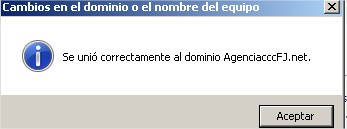 Cambios en el dominio o el nombre del equipo
Se unió correctamente al dominio AgenciacccFJ.net.
Aceptar